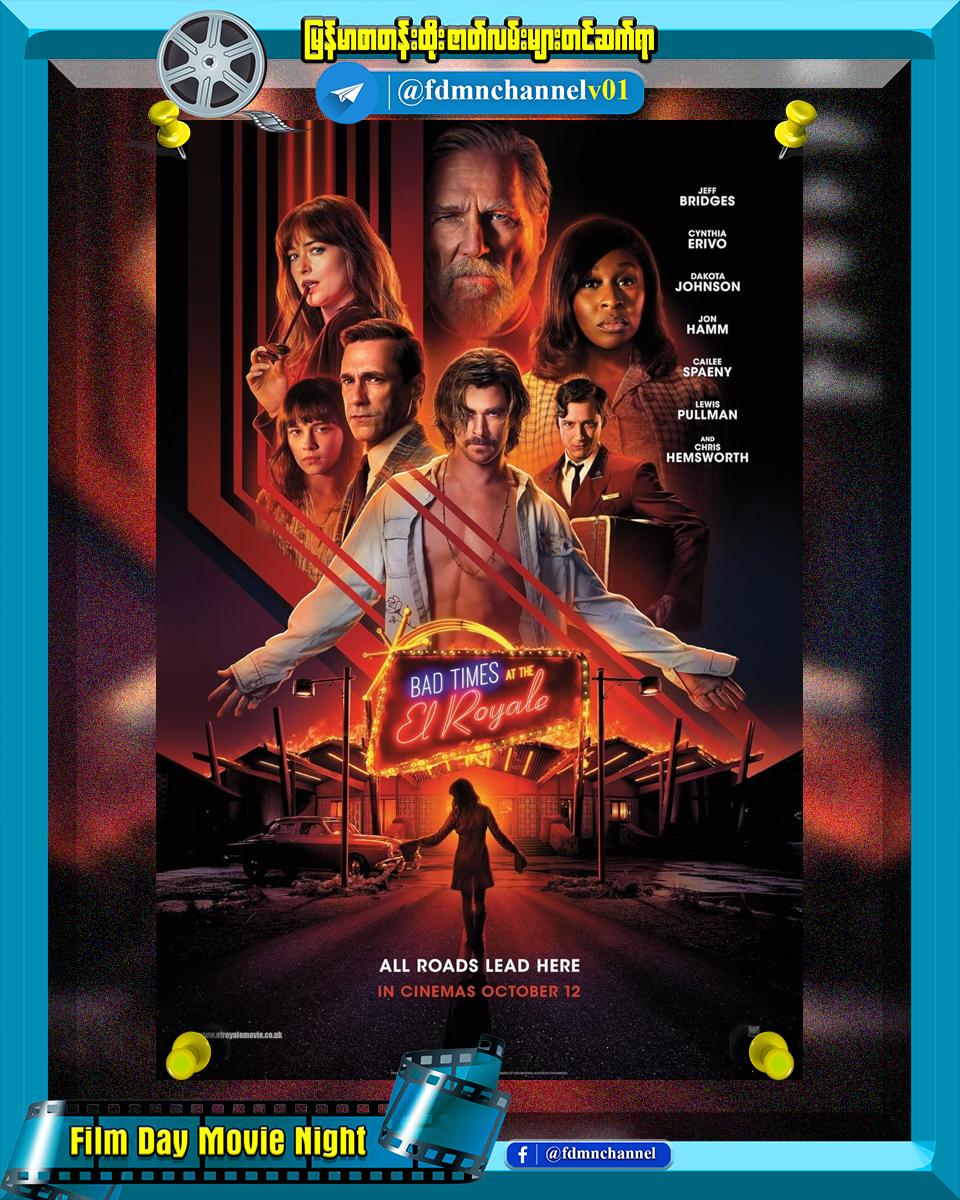 မြန်မာစာတန်းထိုးဇာတ်လမ်းများတင်ဆက်ရာ
@fdmnchannelv01
JEFF
BRIDGES
CYNTHIA
ERIVO
DAKOTA
JOHNSON
JON
HAMM
CAILEE
SPAENY
LEWIS
PULLMAN
AND
CHRIS
HEMSWORTH
BAD TIMES AT THE
El Royale
ALL ROADS LEAD HERE
IN CINEMAS OCTOBER 12
www.elroyalemovie.co.uk
Film Day Movie Night
@fdmnchannel